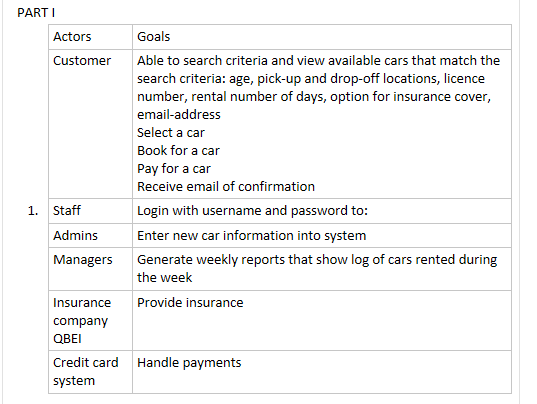 PART I
Actors Goals
Customer Able to search criteria and view available cars that match the
search criteria: age, pick-up and drop-off locations, licence
number, rental number of days, option for insurance cover,
email-address
Select a car
Book for a car
Pay for a car
Receive email of confirmation
1. Staff Login with username and password to:
Admins Enter new car information into system
Managers Generate weekly reports that show log of cars rented during
the week
Insurance Provide insurance
company
QBEI
Credit card Handle payments
system